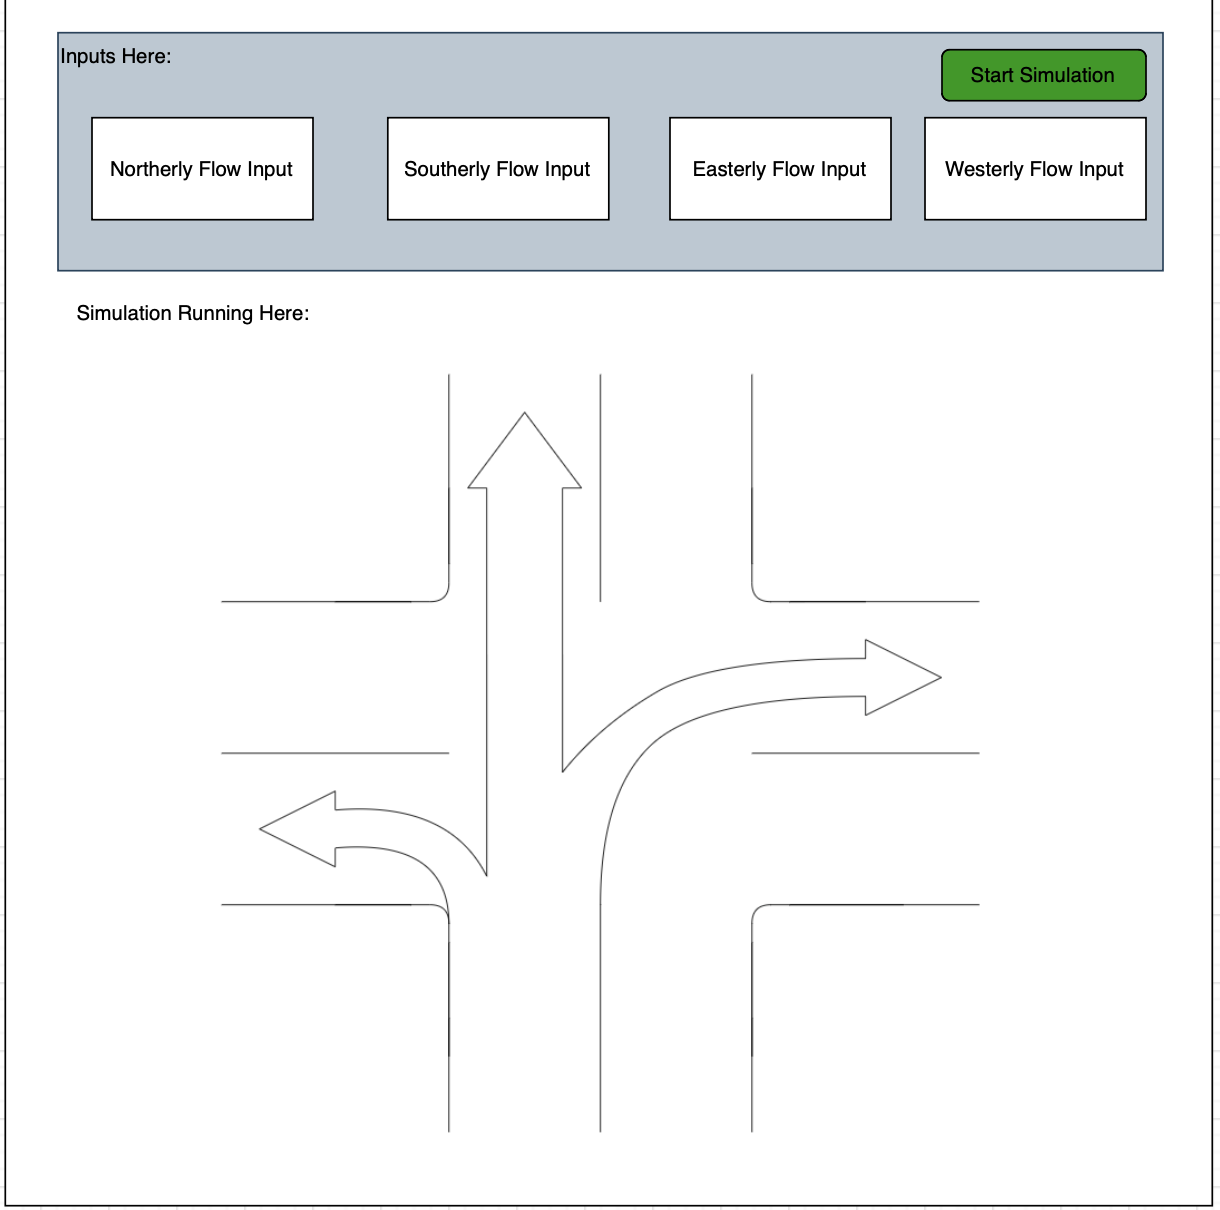 Inputs Here:
Start Simulation
Northerly Flow Input
Southerly Flow Input
Easterly Flow Input
Westerly Flow Input
Simulation Running Here: